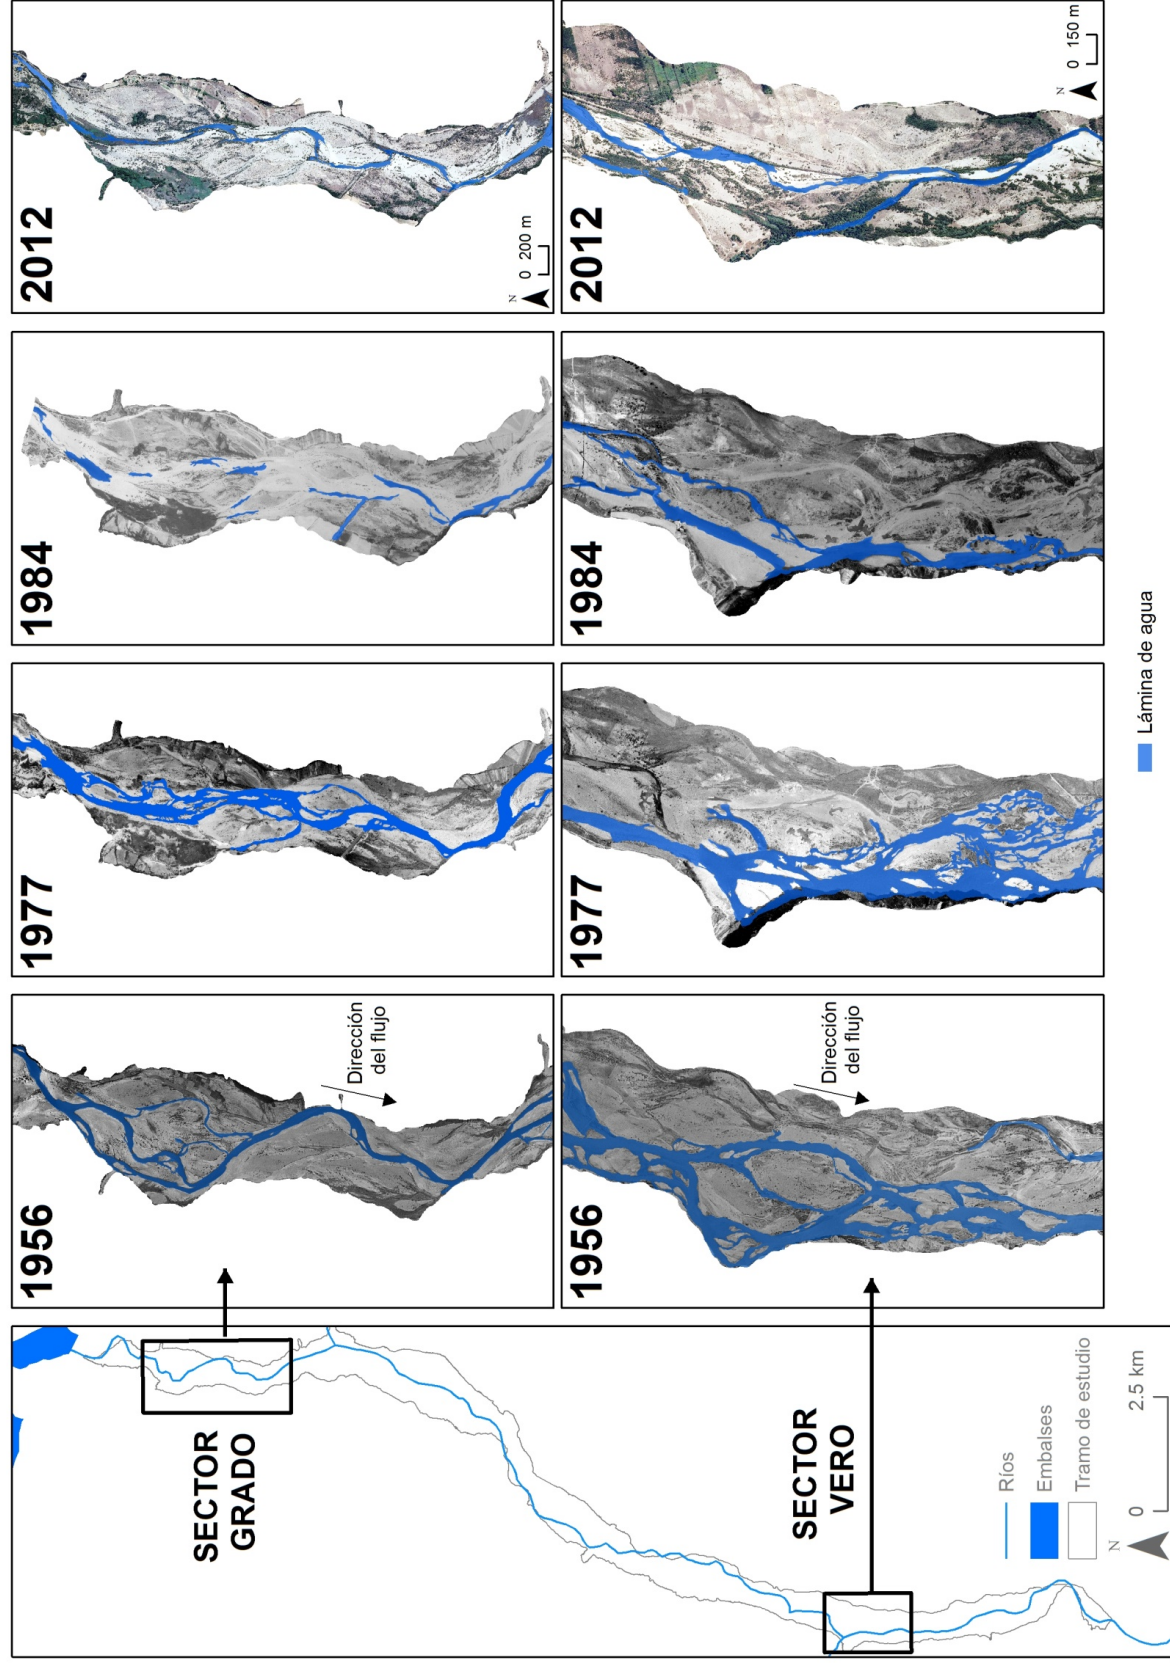 SECTOR
GRADO
SECTOR
VERO
Ríos
Embalses
Tramo de estudio
N
0
2.5 km
1956
Dirección
del flujo
1977
1984
2012
N
0 200 m
1956
Dirección
del flujo
1977
1984
2012
N
0 150 m
Lámina de agua